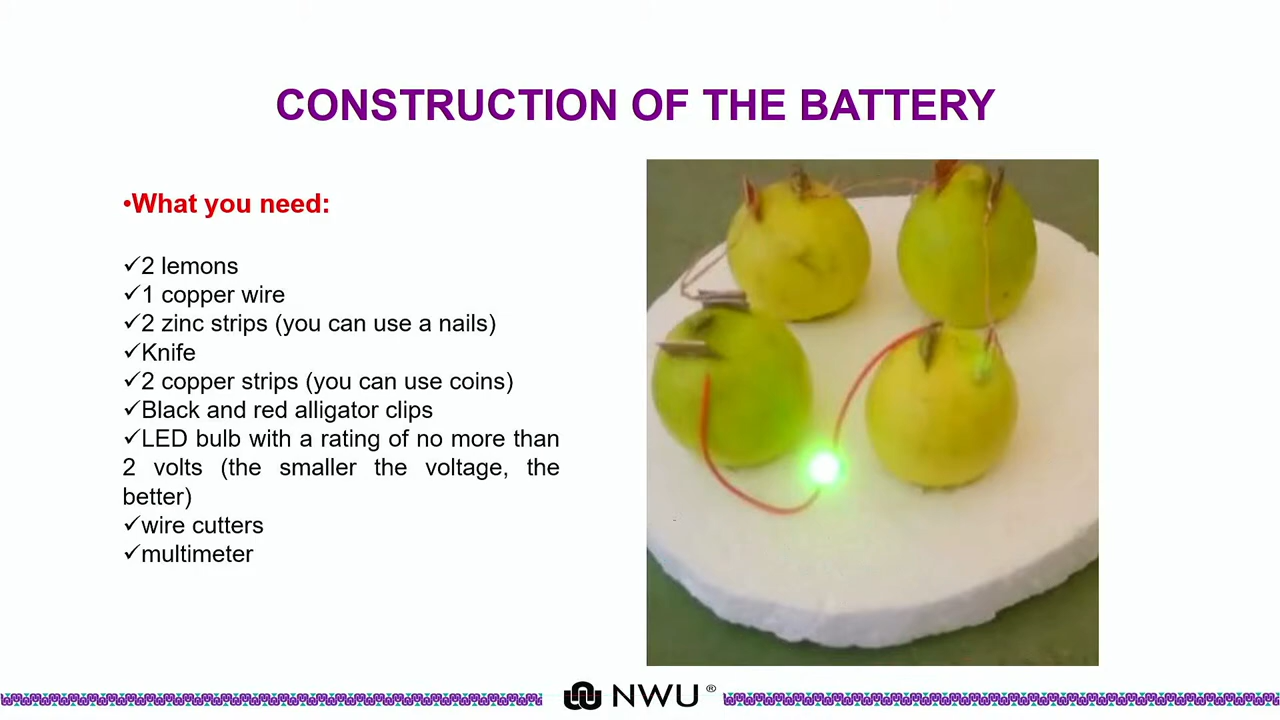 CONSTRUCTION OF THE BATTERY
•What you need:
✓2 lemons
✓1 copper wire
✓2 zinc strips (you can use a nails)
✓Knife
✓2 copper strips (you can use coins)
✓Black and red alligator clips
✓LED bulb with a rating of no more than
2 volts (the smaller the voltage, the
better)
✓wire cutters
✓multimeter
NWU®